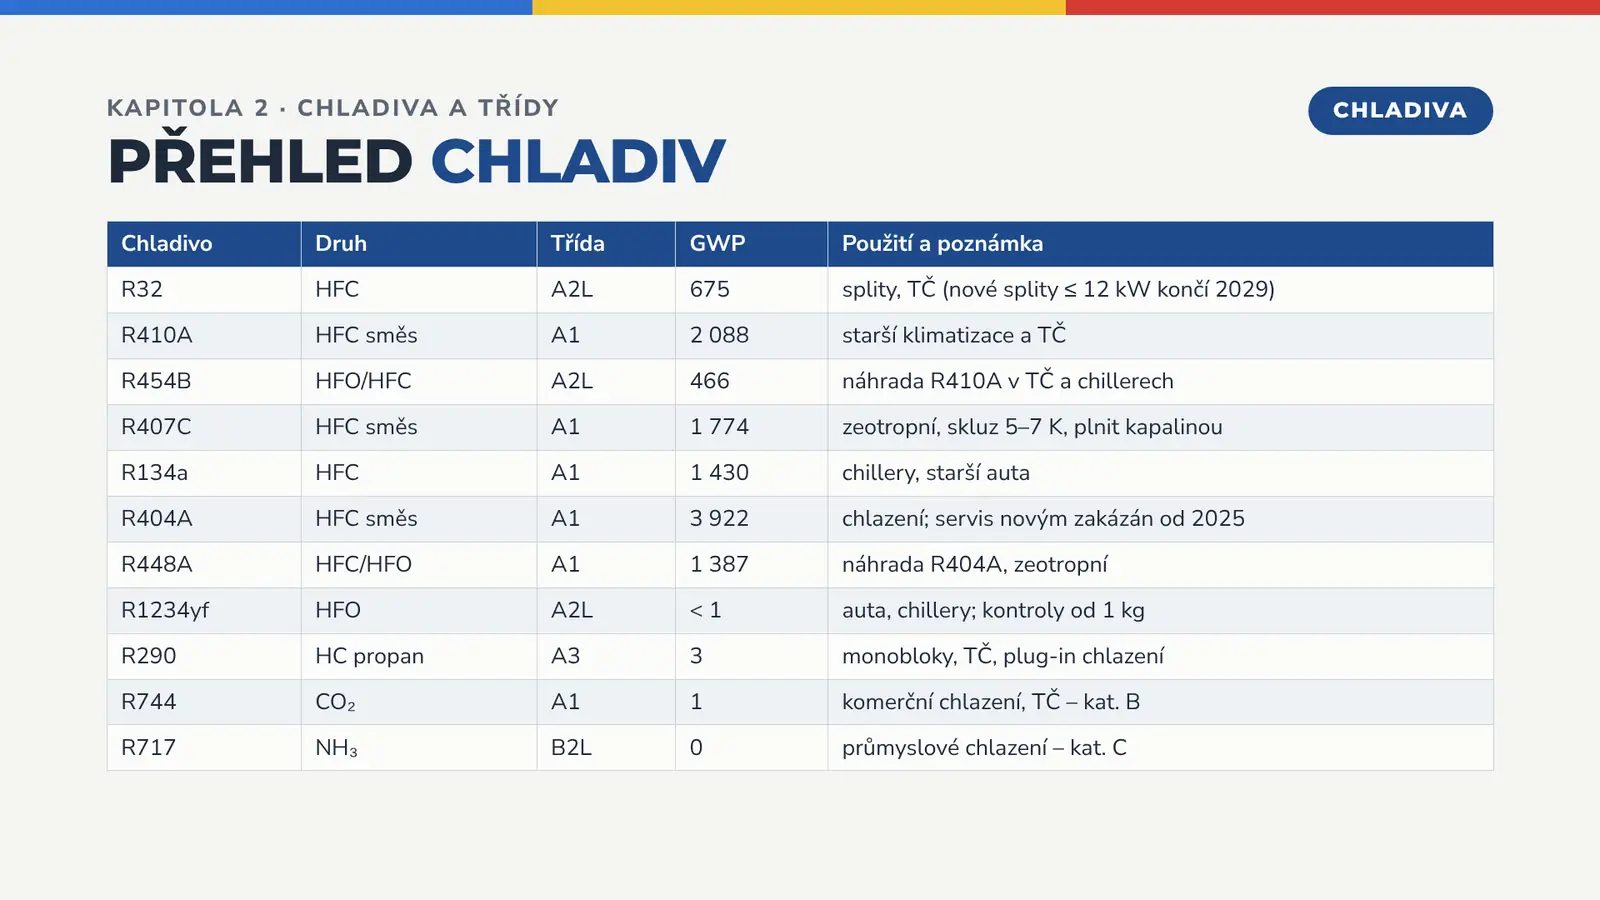 KAPITOLA 2 · CHLADIVA A TŘÍDY
CHLADIVA
PŘEHLED CHLADIV
Chladivo Druh Třída GWP Použití a poznámka
R32 HFC A2L 675 splity, TČ (nové splity ≤ 12 kW končí 2029)
R410A HFC směs A1 2 088 starší klimatizace a TČ
R454B HFO/HFC A2L 466 náhrada R410A v TČ a chillerech
R407C HFC směs A1 1 774 zeotropní, skluz 5–7 K, plnit kapalinou
R134a HFC A1 1 430 chillery, starší auta
R404A HFC směs A1 3 922 chlazení; servis novým zakázán od 2025
R448A HFC/HFO A1 1 387 náhrada R404A, zeotropní
R1234yf HFO A2L < 1 auta, chillery; kontroly od 1 kg
R290 HC propan A3 3 monobloky, TČ, plug-in chlazení
R744 CO₂ A1 1 komerční chlazení, TČ – kat. B
R717 NH₃ B2L 0 průmyslové chlazení – kat. C